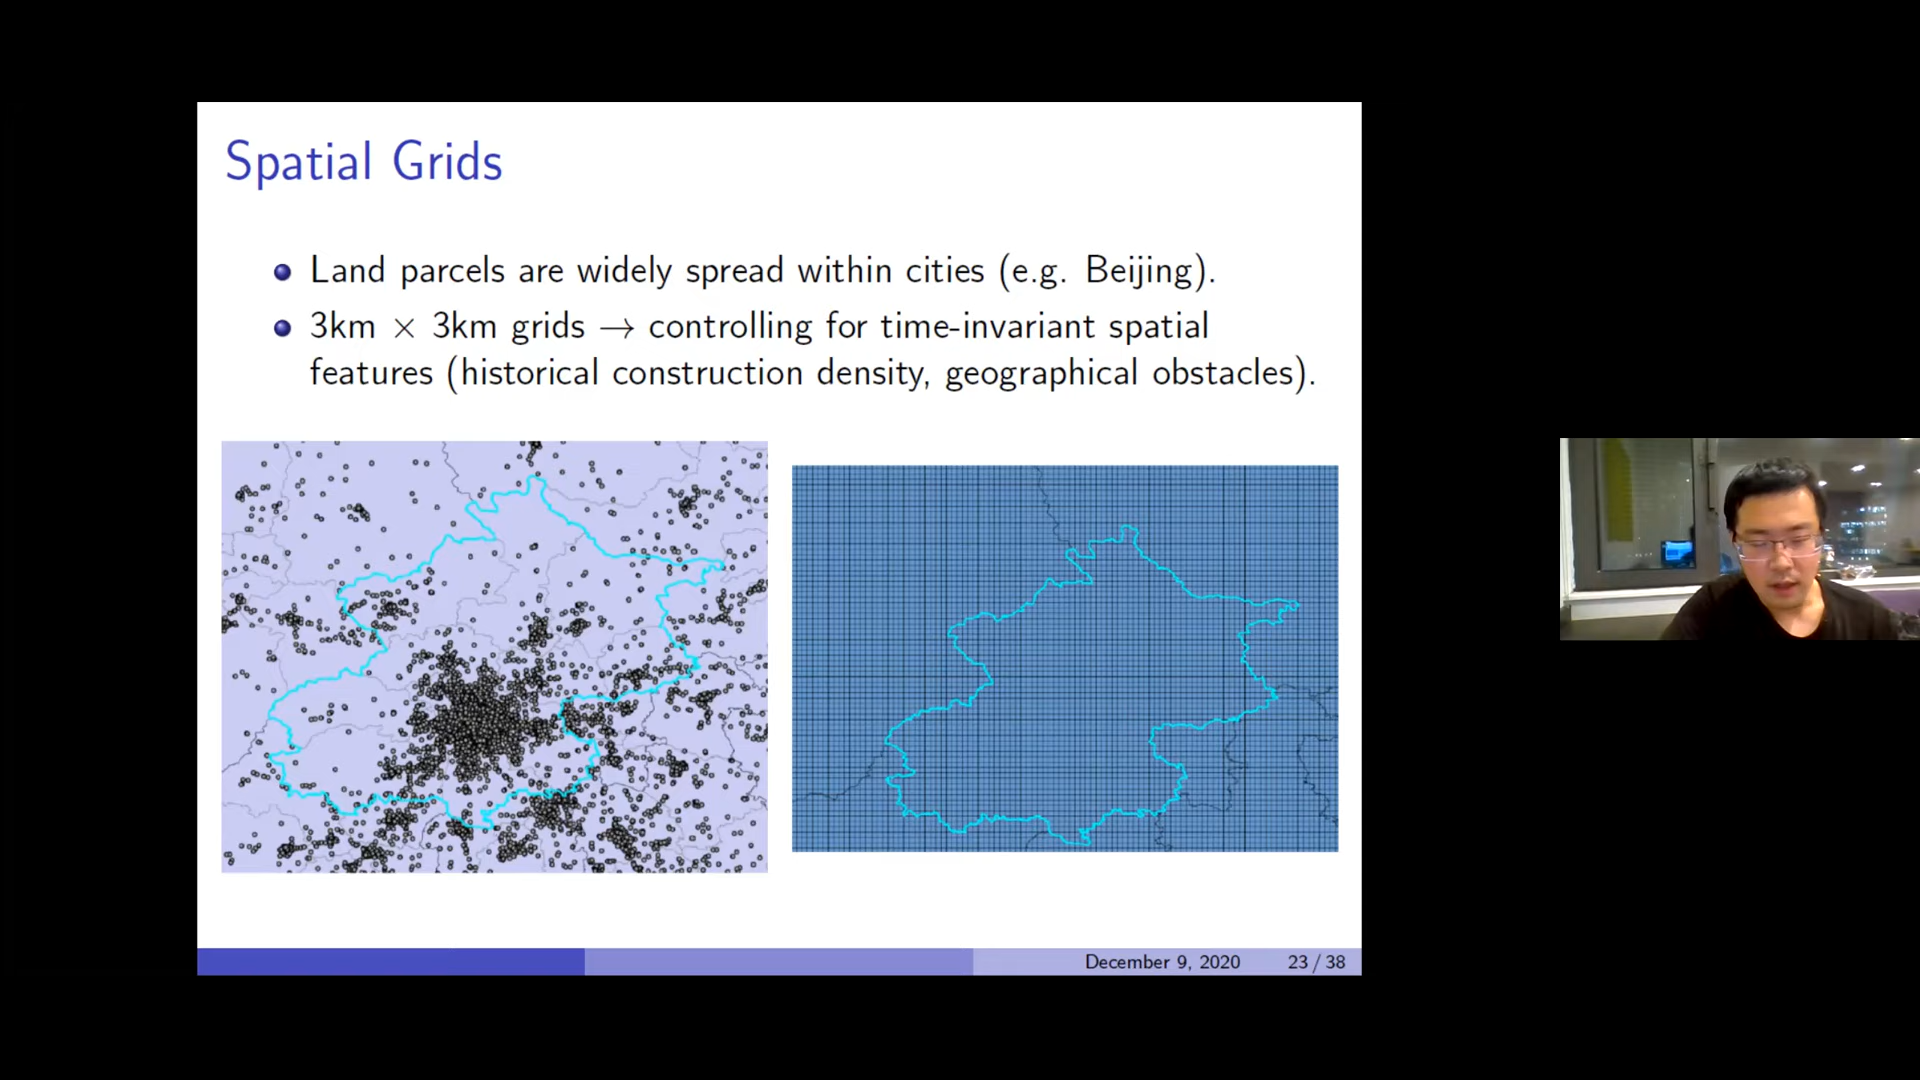 Spatial Grids
Land parcels are widely spread within cities (e.g. Beijing).
3km × 3km grids → controlling for time-invariant spatial
features (historical construction density, geographical obstacles).
December 9, 2020 23 / 38